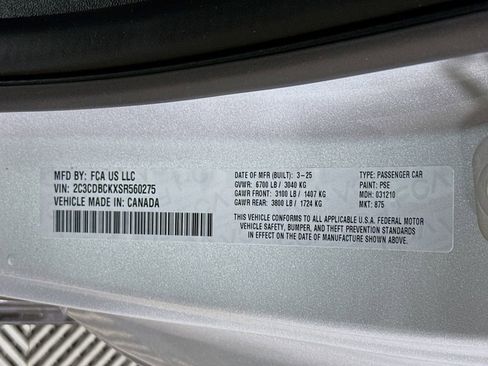 MFD BY: FCA US LLC
VIN: 2C3CDBCKXSR560275
VEHICLE MADE IN: CANADA
DATE OF MFR (BUILT): 3-25
GVWR: 6700 LB / 3040 KG
GAWR FRONT: 3100 LB / 1407 KG
GAWR REAR: 3800 LB / 1724 KG
TYPE: PASSENGER CAR
PAINT: PSE
MDH: 031210
MKT: 875
THIS VEHICLE CONFORMS TO ALL APPLICABLE U.S.A. FEDERAL MOTOR
VEHICLE SAFETY, BUMPER, AND THEFT PREVENTION STANDARDS
IN EFFECT ON THE DATE OF MANUFACTURE SHOWN ABOVE.